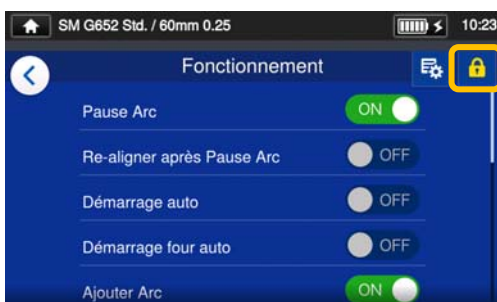 SM G652 Std. / 60mm 0.25 10:23
Fonctionnement
Pause Arc ON
Re-aligner après Pause Arc OFF
Démarrage auto OFF
Démarrage four auto OFF
Ajouter Arc ON